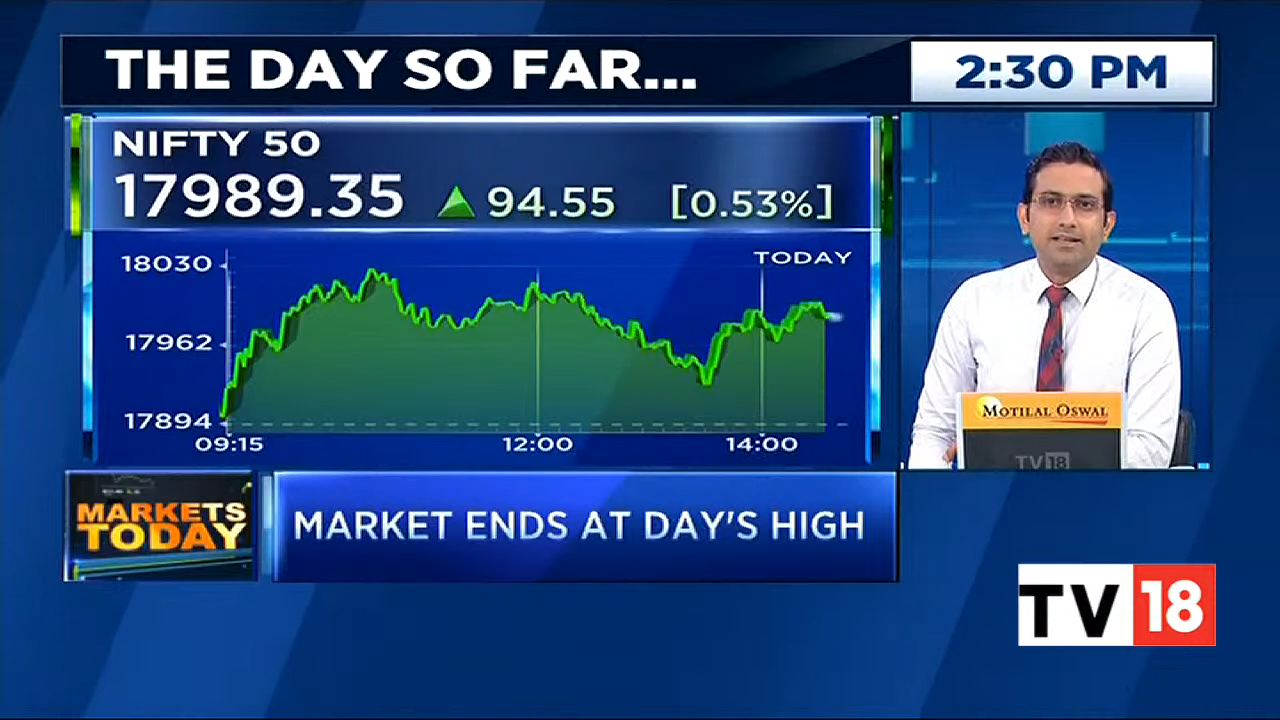 THE DAY SO FAR...
2:30 PM
NIFTY 50
17989.35 ▲ 94.55 [0.53%]
TODAY
18030
17962
17894
09:15 12:00 14:00
MOTILAL OSWAL
TV18
MARKETS
TODAY
MARKET ENDS AT DAY'S HIGH
TV18